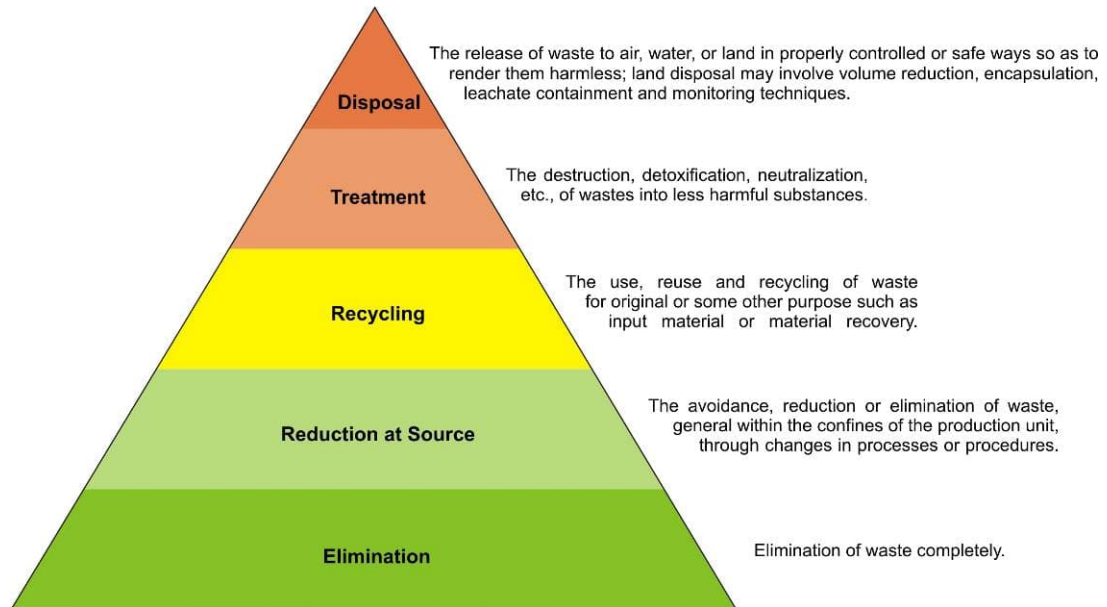 The release of waste to air, water, or land in properly controlled or safe ways so as to
render them harmless; land disposal may involve volume reduction, encapsulation,
leachate containment and monitoring techniques.
Disposal
The destruction, detoxification, neutralization,
etc., of wastes into less harmful substances.
Treatment
The use, reuse and recycling of waste
for original or some other purpose such as
input material or material recovery.
Recycling
The avoidance, reduction or elimination of waste,
general within the confines of the production unit,
through changes in processes or procedures.
Reduction at Source
Elimination
Elimination of waste completely.